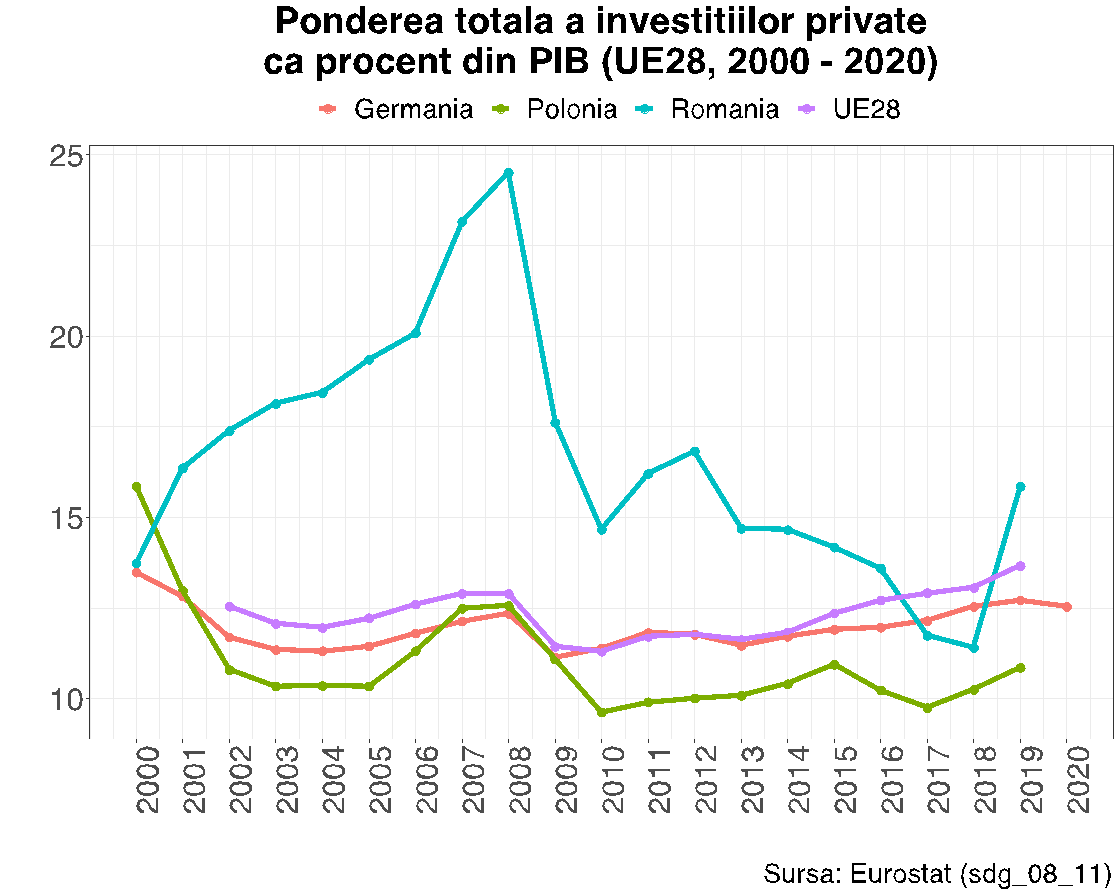 Ponderea totala a investitiilor private
ca procent din PIB (UE28, 2000 - 2020)
Germania Polonia Romania UE28
25
20
15
10
2000 2001 2002 2003 2004 2005 2006 2007 2008 2009 2010 2011 2012 2013 2014 2015 2016 2017 2018 2019 2020
Sursa: Eurostat (sdg_08_11)